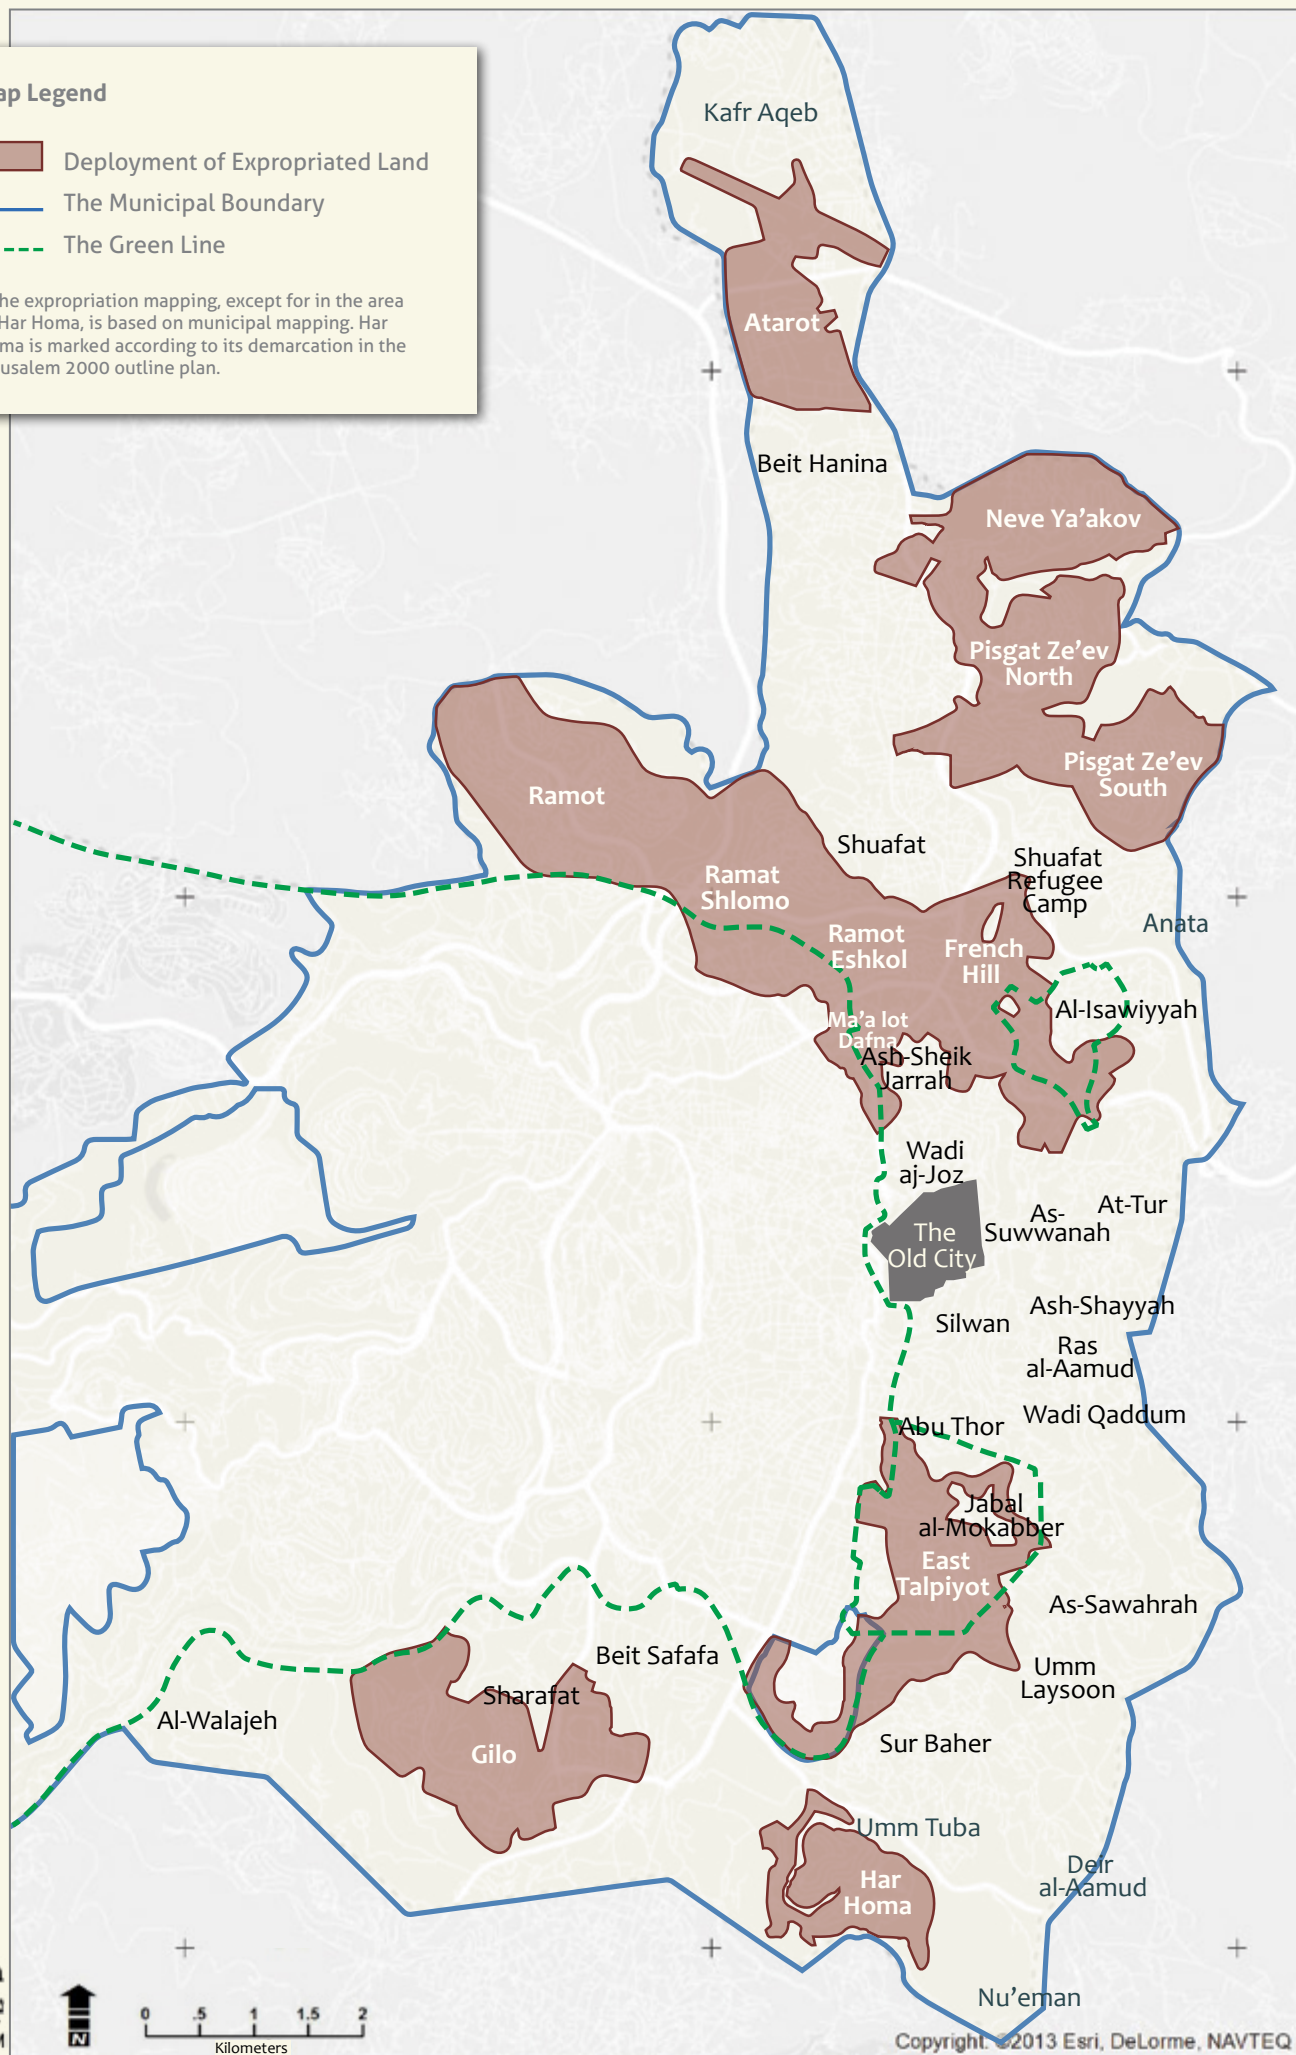 ap Legend
Deployment of Expropriated Land
The Municipal Boundary
The Green Line
he expropriation mapping, except for in the area
Har Homa, is based on municipal mapping. Har
ma is marked according to its demarcation in the
usalem 2000 outline plan.
Kafr Aqeb
Atarot
Beit Hanina
Neve Ya'akov
Pisgat Ze'ev
North
Pisgat Ze'ev
South
Ramot
Shuafat
Ramat
Shlomo
Shuafat
Refugee
Camp
Anata
Ramot
Eshkol
French
Hill
Al-Isawiyyah
Ma'a lot
Dafna
Ash-Sheik
Jarrah
Wadi
aj-Joz
The
Old City
As-
Suwwanah
At-Tur
Silwan
Ash-Shayyah
Ras
al-Aamud
Abu Thor
Wadi Qaddum
Jabal
al-Mokabber
East
Talpiyot
As-Sawahrah
Beit Safafa
Umm
Laysoon
Sharafat
Al-Walajeh
Gilo
Sur Baher
Umm Tuba
Har
Homa
Deir
al-Aamud
Nu'eman
N
0 .5 1 1.5 2
Kilometers
Copyright: ©2013 Esri, DeLorme, NAVTEQ